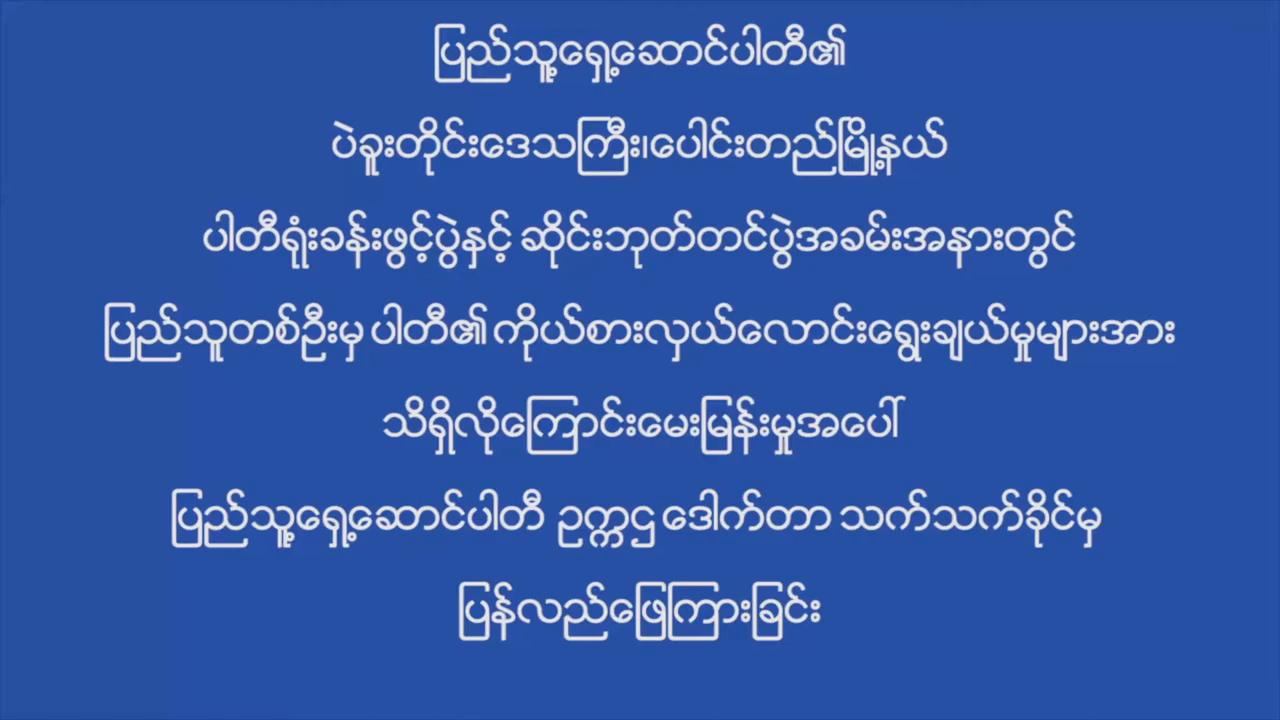 ပြည်သူ့ရှေ့ဆောင်ပါတီ၏
ပဲခူးတိုင်းဒေသကြီး၊ပေါင်းတည်မြို့နယ်
ပါတီရုံးခန်းဖွင့်ပွဲနှင့် ဆိုင်းဘုတ်တင်ပွဲအခမ်းအနားတွင်
ပြည်သူတစ်ဦးမှ ပါတီ၏ ကိုယ်စားလှယ်လောင်းရွေးချယ်မှုများအား
သိရှိလိုကြောင်းမေးမြန်းမှုအပေါ်
ပြည်သူ့ရှေ့ဆောင်ပါတီ ဥက္ကဌ ဒေါက်တာ သက်သက်ခိုင်မှ
ပြန်လည်ဖြေကြားခြင်း